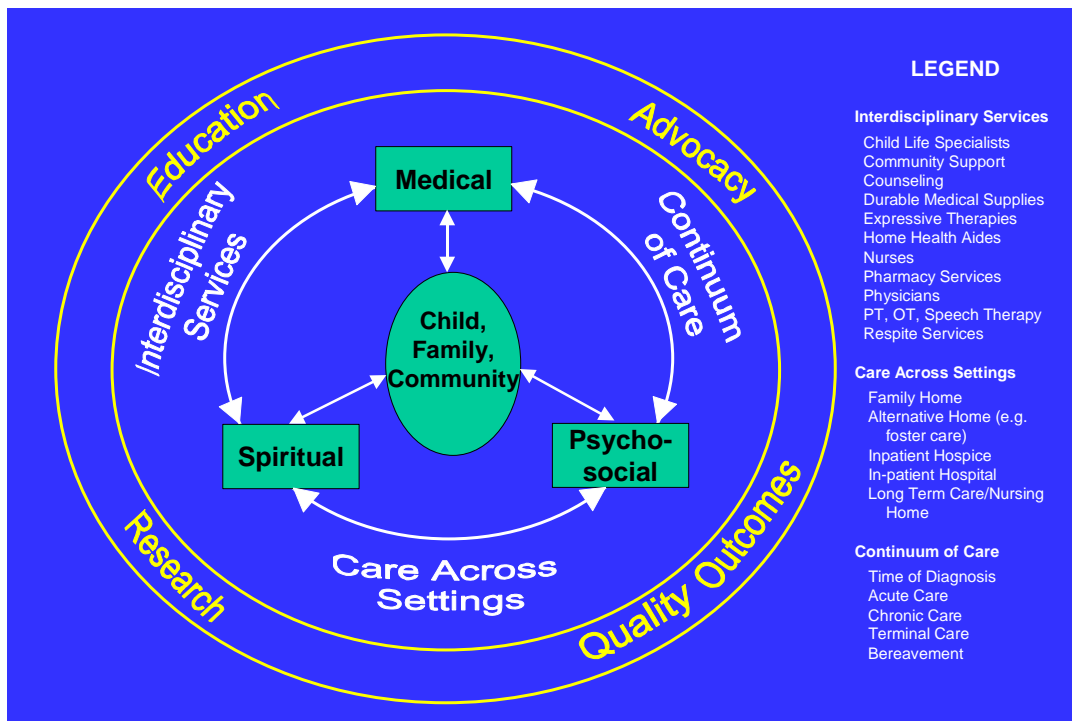 Education
Advocacy
Interdisciplinary
Services
Medical
Continuum
of Care
Child,
Family,
Community
Spiritual
Psycho-
social
Care Across
Settings
Research
Quality Outcomes
LEGEND
Interdisciplinary Services
Child Life Specialists
Community Support
Counseling
Durable Medical Supplies
Expressive Therapies
Home Health Aides
Nurses
Pharmacy Services
Physicians
PT, OT, Speech Therapy
Respite Services
Care Across Settings
Family Home
Alternative Home (e.g.
foster care)
Inpatient Hospice
In-patient Hospital
Long Term Care/Nursing
Home
Continuum of Care
Time of Diagnosis
Acute Care
Chronic Care
Terminal Care
Bereavement